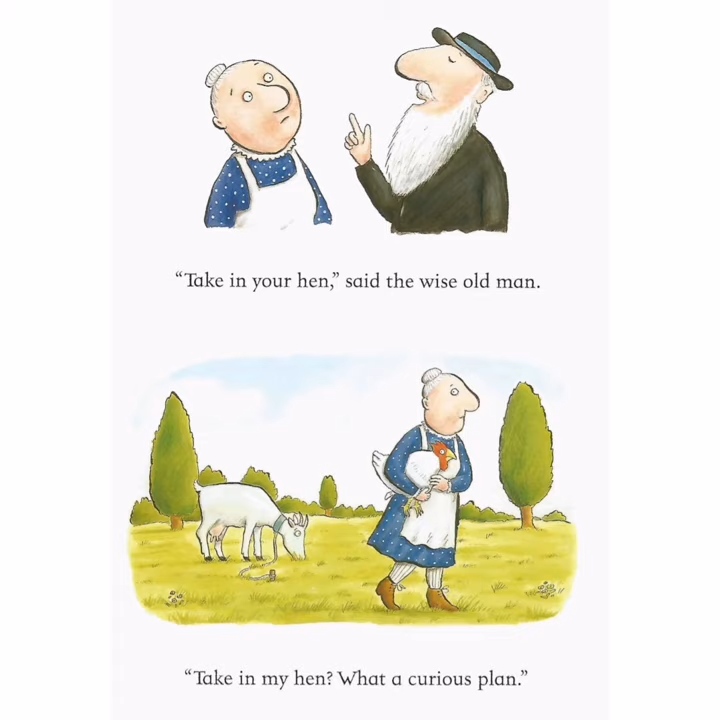 “Take in your hen,” said the wise old man.
“Take in my hen? What a curious plan.”